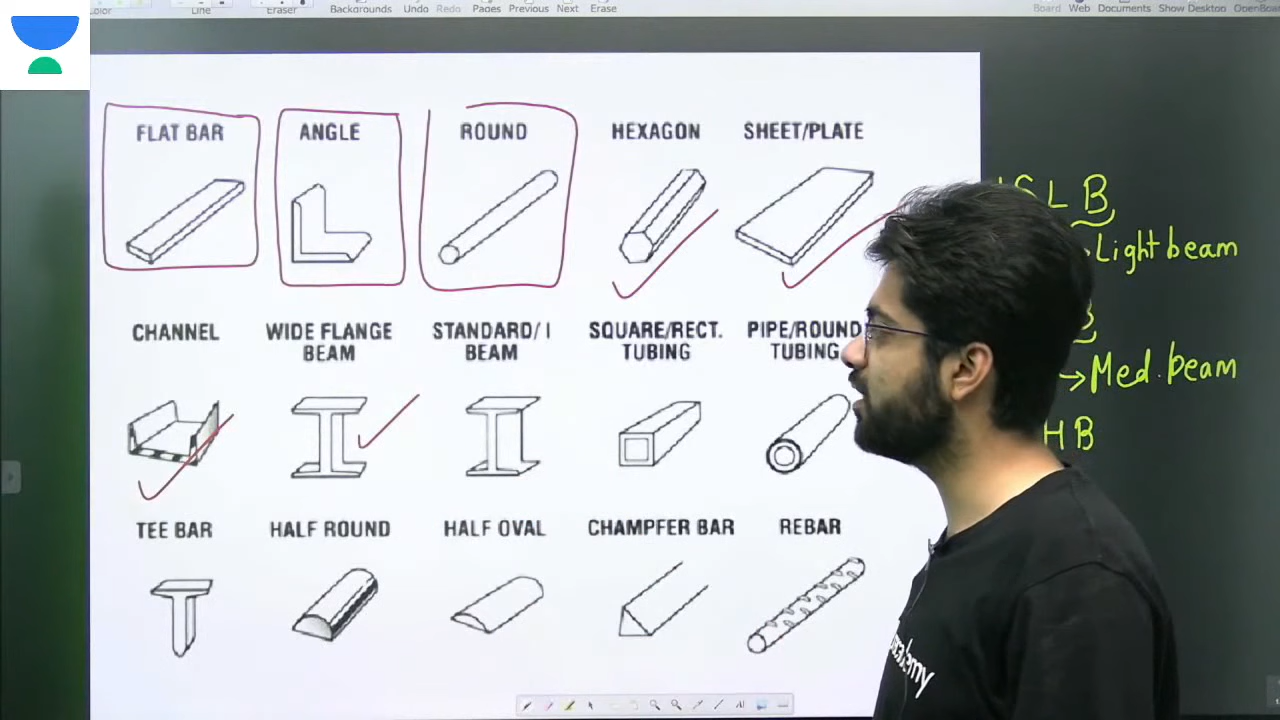 Color
Line
Eraser
Backgrounds
Undo
Redo
Pages
Previous
Next
Erase
Board
Web
Documents
Show Desktop
FLAT BAR
ANGLE
ROUND
HEXAGON
SHEET/PLATE
CHANNEL
WIDE FLANGE
BEAM
STANDARD/ I
BEAM
SQUARE/RECT.
TUBING
PIPE/ROUND
TUBING
TEE BAR
HALF ROUND
HALF OVAL
CHAMPFER BAR
REBAR
S L B
Light beam
B
→ Med. beam
H B